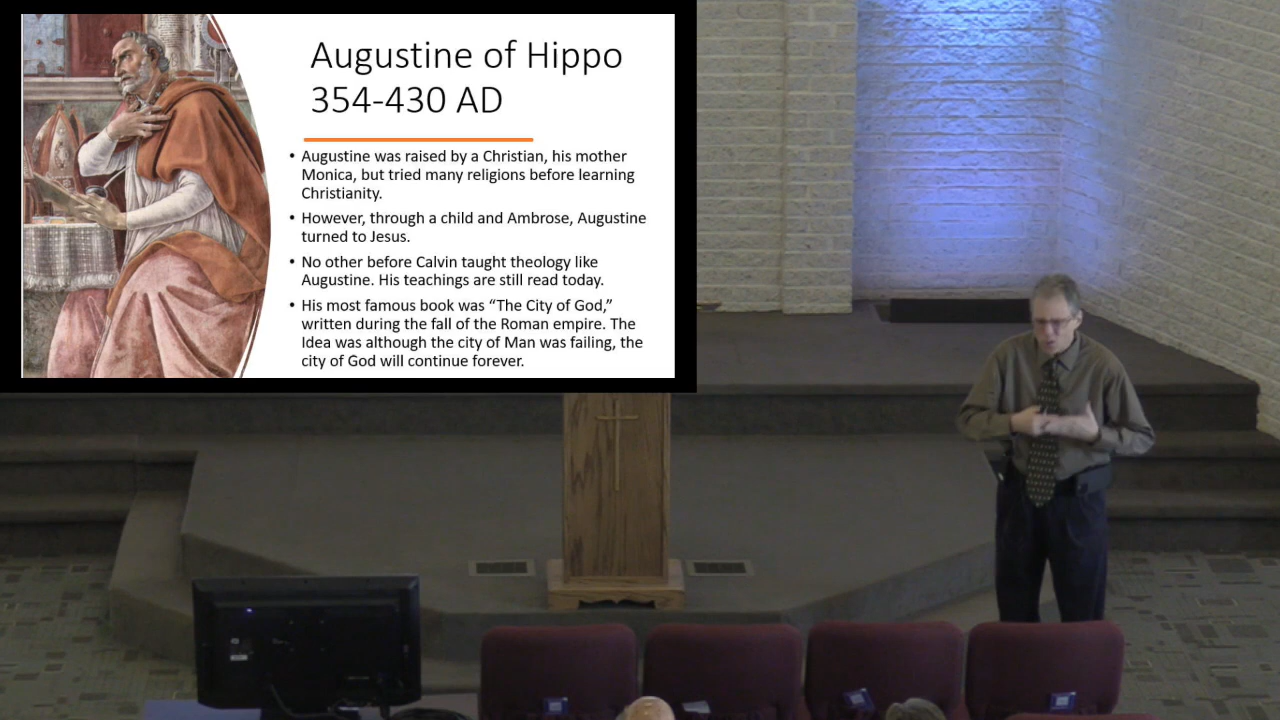 Augustine of Hippo
354-430 AD
• Augustine was raised by a Christian, his mother
Monica, but tried many religions before learning
Christianity.
• However, through a child and Ambrose, Augustine
turned to Jesus.
• No other before Calvin taught theology like
Augustine. His teachings are still read today.
• His most famous book was “The City of God,”
written during the fall of the Roman empire. The
Idea was although the city of Man was failing, the
city of God will continue forever.